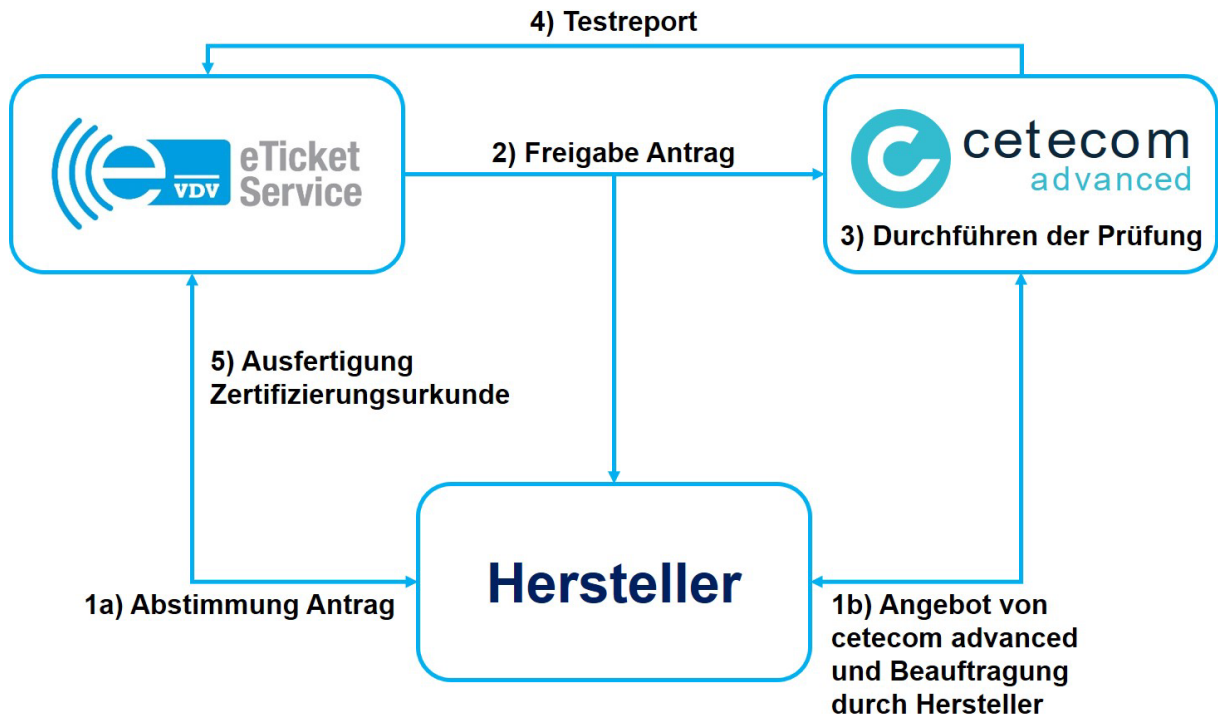 4) Testreport
e
VDV
eTicket
Service
2) Freigabe Antrag
cetecom
advanced
3) Durchführen der Prüfung
5) Ausfertigung
Zertifizierungsurkunde
Hersteller
1a) Abstimmung Antrag
1b) Angebot von
cetecom advanced
und Beauftragung
durch Hersteller